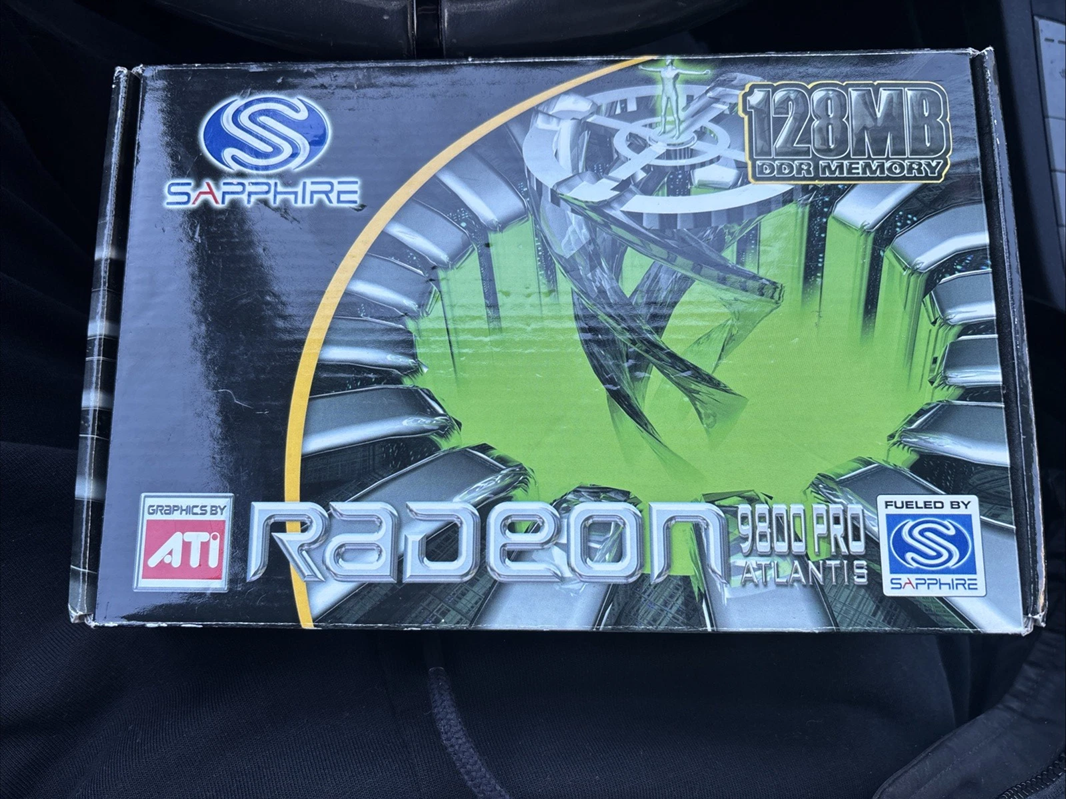 SAPPHIRE
128MB
DDR MEMORY
GRAPHICS BY
ATI
RADEON
9800 PRO
ATLANTIS
FUELED BY
SAPPHIRE